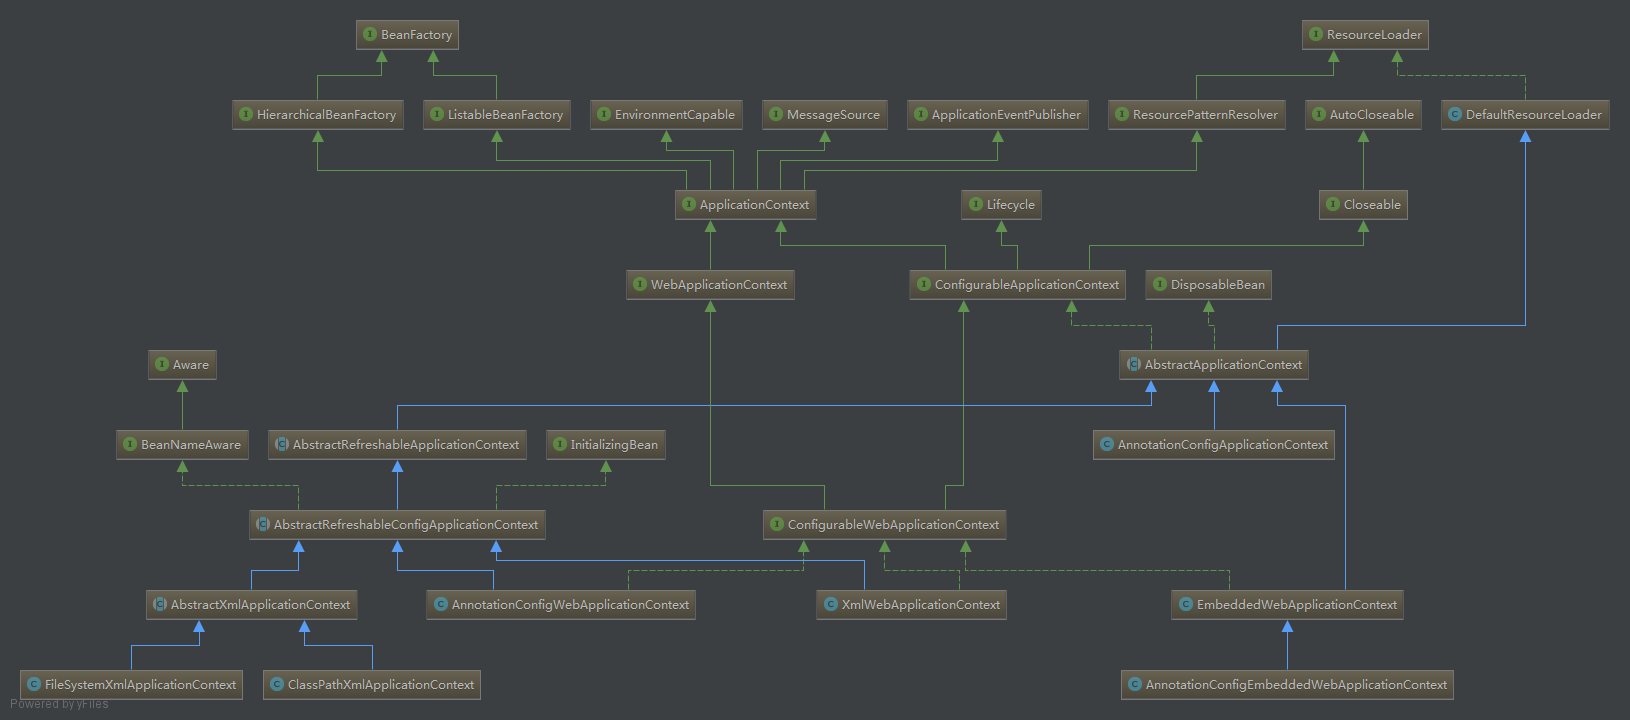 BeanFactory
ResourceLoader
HierarchicalBeanFactory
ListableBeanFactory
EnvironmentCapable
MessageSource
ApplicationEventPublisher
ResourcePatternResolver
AutoCloseable
DefaultResourceLoader
ApplicationContext
Lifecycle
Closeable
WebApplicationContext
ConfigurableApplicationContext
DisposableBean
Aware
AbstractApplicationContext
BeanNameAware
AbstractRefreshableApplicationContext
InitializingBean
AnnotationConfigApplicationContext
AbstractRefreshableConfigApplicationContext
ConfigurableWebApplicationContext
AbstractXmlApplicationContext
AnnotationConfigWebApplicationContext
XmlWebApplicationContext
EmbeddedWebApplicationContext
FileSystemXmlApplicationContext
ClassPathXmlApplicationContext
AnnotationConfigEmbeddedWebApplicationContext
Powered by yFiles